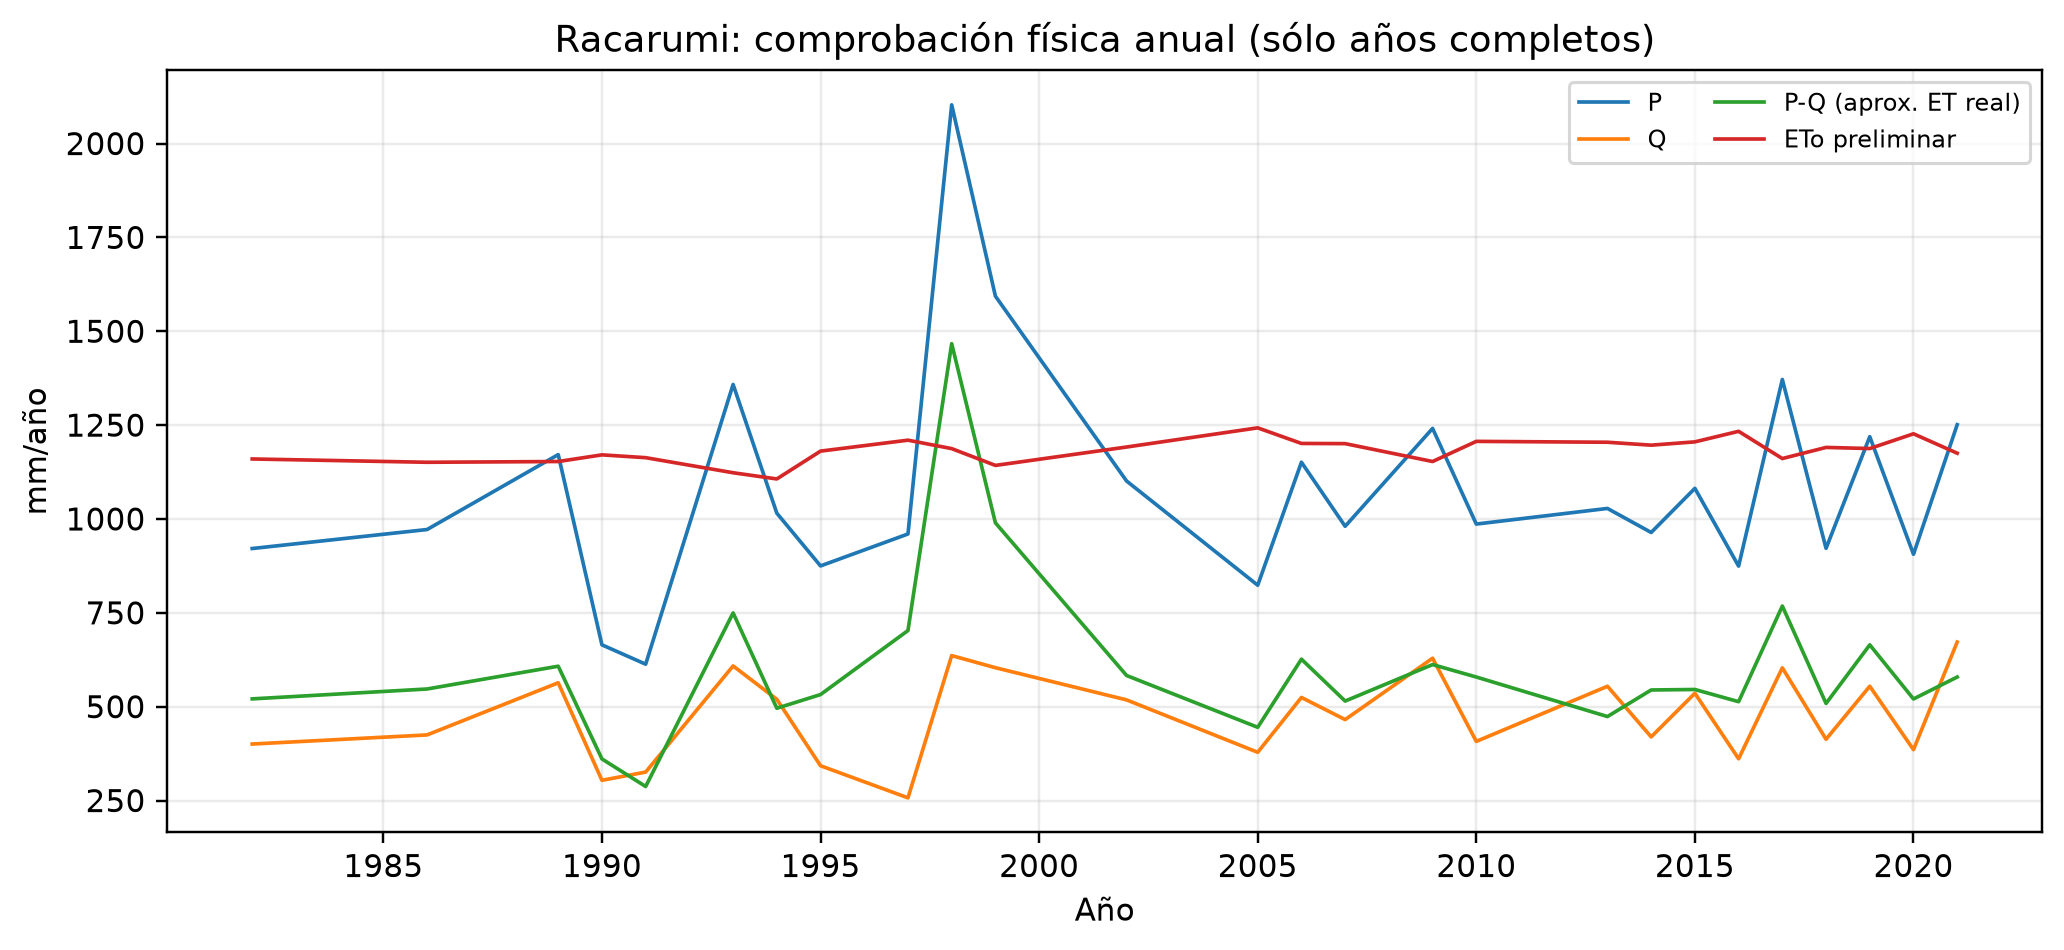 Racarumi: comprobación física anual (sólo años completos)
P
Q
P-Q (aprox. ET real)
ETo preliminar
mm/año
2000
1750
1500
1250
1000
750
500
250
1985 1990 1995 2000 2005 2010 2015 2020
Año